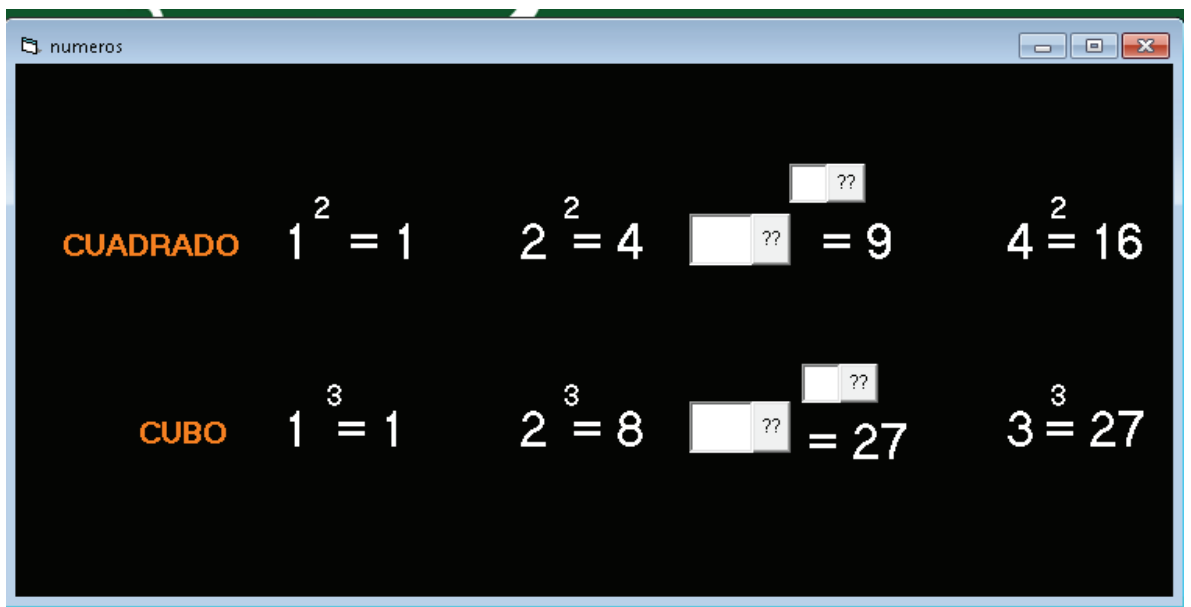 numeros
CUADRADO 1² = 1 2² = 4 ?? ?? = 9 4² = 16
CUBO 1³ = 1 2³ = 8 ?? ?? = 27 3³ = 27